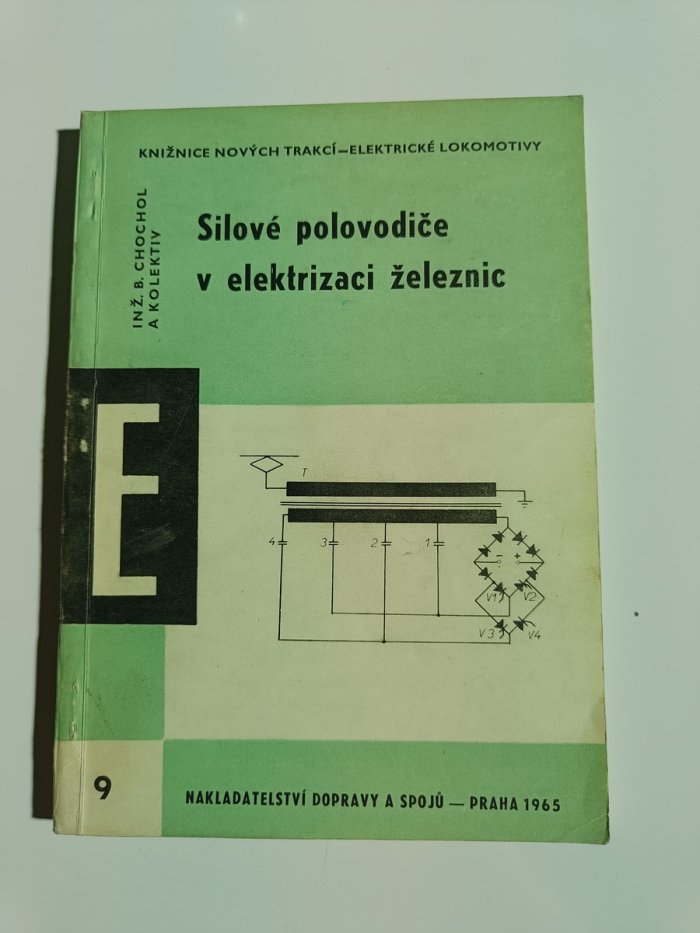 KNIŽNICE NOVÝCH TRAKCÍ—ELEKTRICKÉ LOKOMOTIVY
INŽ. B. CHOCHOL
A KOLEKTIV
Silové polovodiče
v elektrizaci železnic
E
T
4 3 2 1
- +
V1 V2
V3 V4
9
NAKLADATELSTVÍ DOPRAVY A SPOJŮ — PRAHA 1965